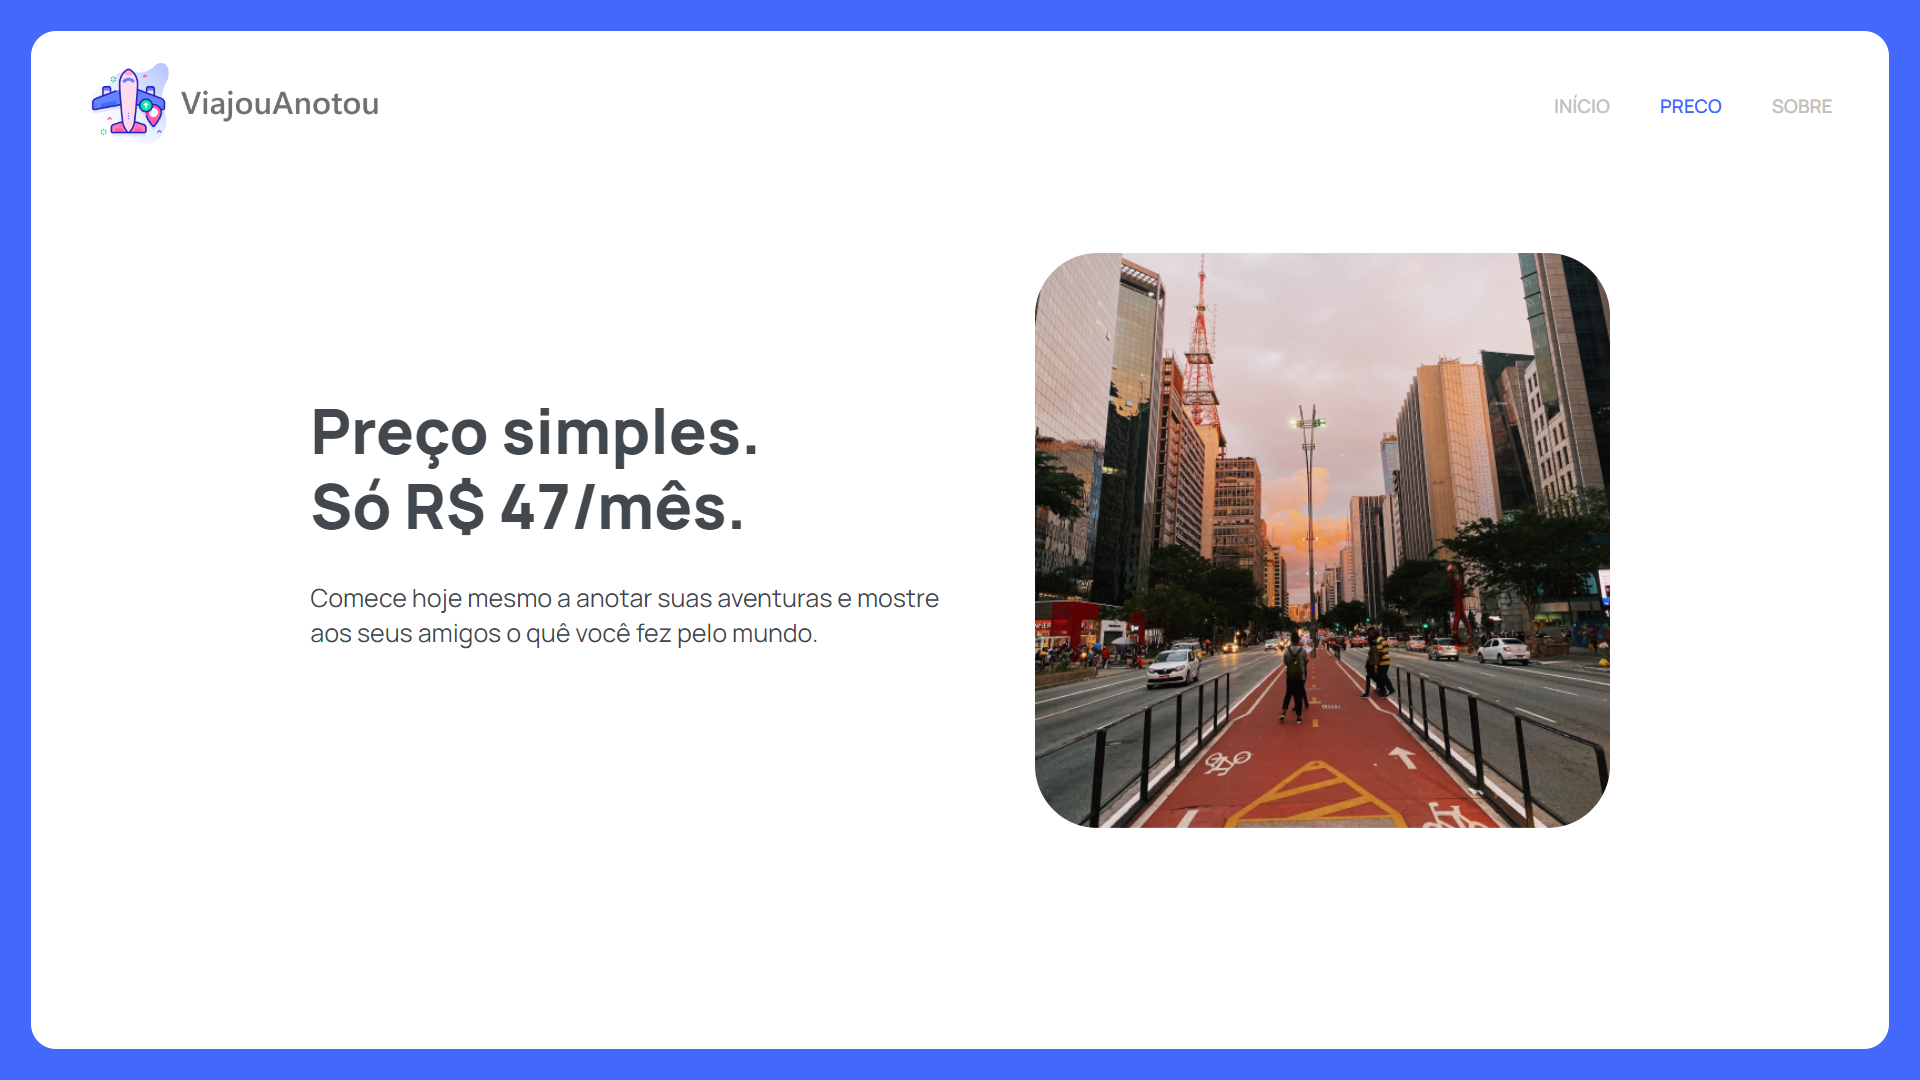 ViajouAnotou
INÍCIO PRECO SOBRE
Preço simples.
Só R$ 47/mês.
Comece hoje mesmo a anotar suas aventuras e mostre
aos seus amigos o quê você fez pelo mundo.